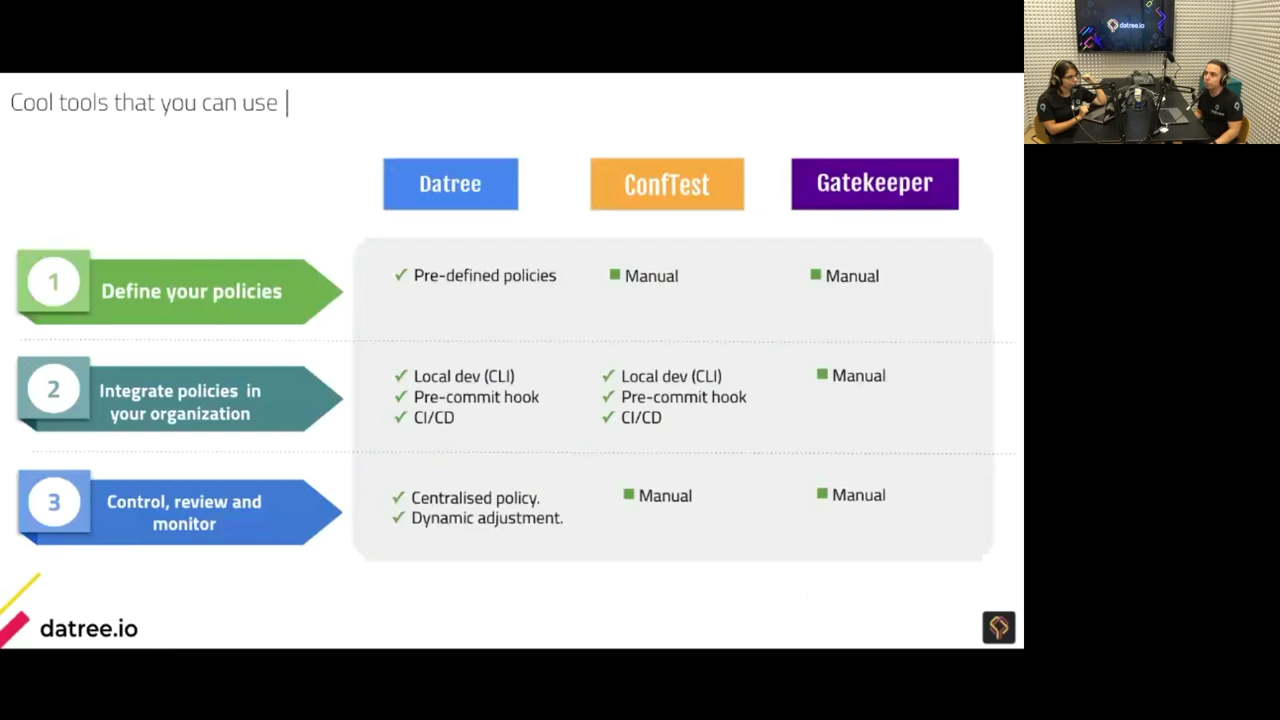 Cool tools that you can use |
Datree
ConfTest
Gatekeeper
1
Define your policies
Pre-defined policies
Manual
Manual
2
Integrate policies in
your organization
Local dev (CLI)
Pre-commit hook
CI/CD
Local dev (CLI)
Pre-commit hook
CI/CD
Manual
3
Control, review and
monitor
Centralised policy.
Dynamic adjustment.
Manual
Manual
datree.io
datree.io